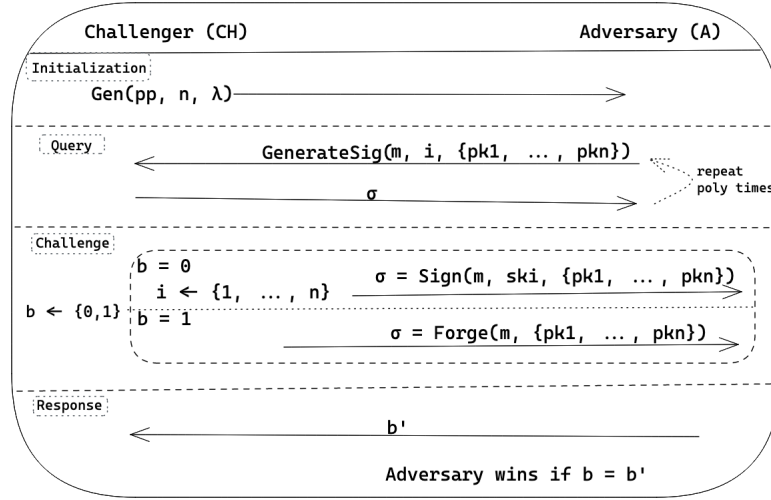 Challenger (CH) Adversary (A)
Initialization
Gen(pp, n, λ)
Query
GenerateSig(m, i, {pk1, ..., pkn})
repeat
poly times
σ
Challenge
b = 0
i ← {1, ..., n}
σ = Sign(m, ski, {pk1, ..., pkn})
b ← {0,1}
b = 1
σ = Forge(m, {pk1, ..., pkn})
Response
b'
Adversary wins if b = b'